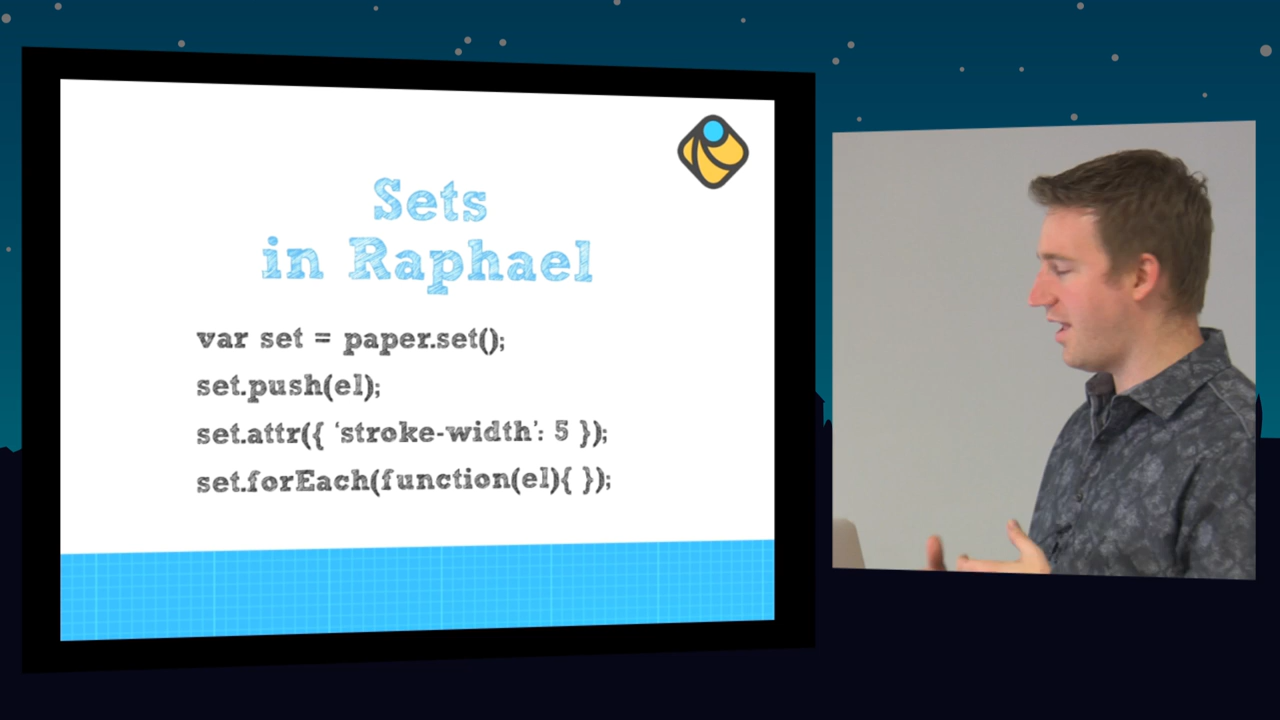 Sets
in Raphael
var set = paper.set();
set.push(el);
set.attr({ ‘stroke-width’: 5 });
set.forEach(function(el){ });